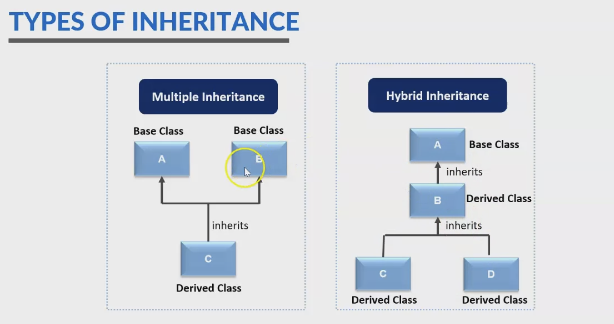 TYPES OF INHERITANCE
Multiple Inheritance
Base Class
Base Class
A
B
inherits
C
Derived Class
Hybrid Inheritance
A
Base Class
inherits
B
Derived Class
inherits
C
D
Derived Class
Derived Class